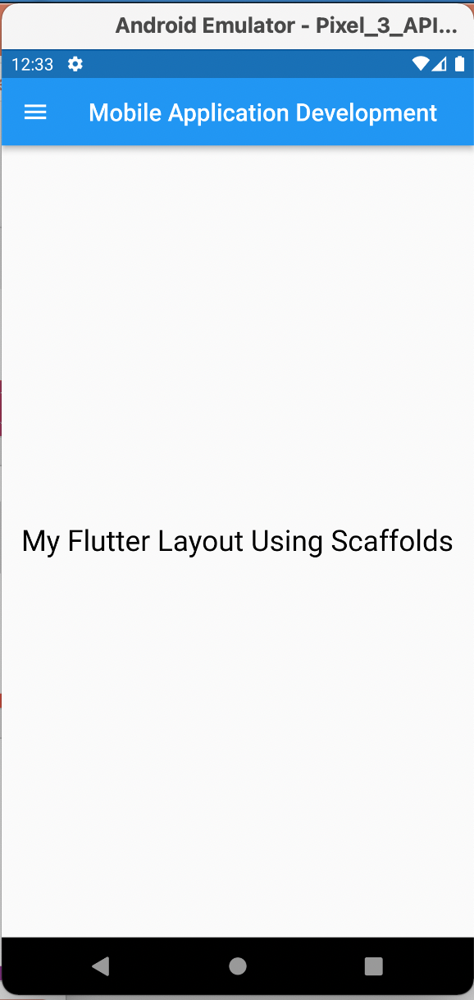 Android Emulator - Pixel_3_API...
12:33
Mobile Application Development
My Flutter Layout Using Scaffolds